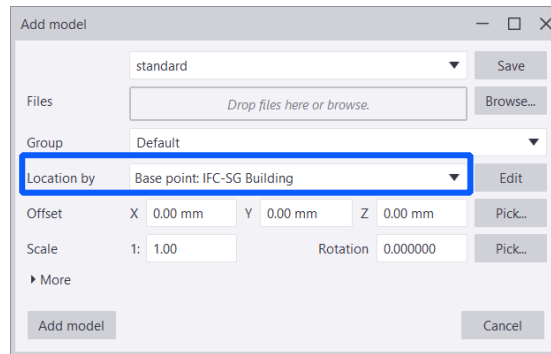 Add model
standard Save
Files Drop files here or browse. Browse...
Group Default
Location by Base point: IFC-SG Building Edit
Offset X 0.00 mm Y 0.00 mm Z 0.00 mm Pick...
Scale 1: 1.00 Rotation 0.000000 Pick...
More
Add model Cancel